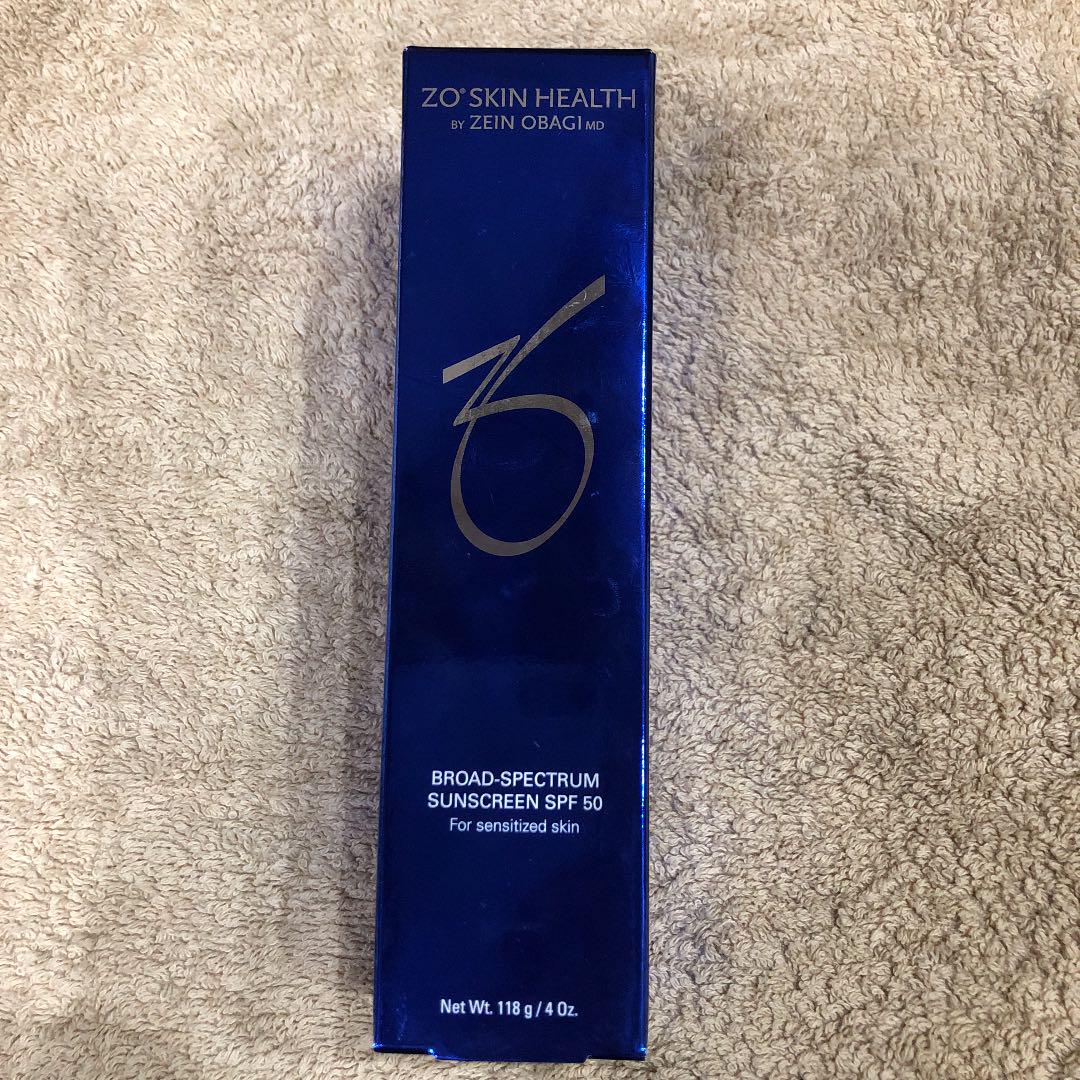 ZO® SKIN HEALTH
BY ZEIN OBAGI MD
BROAD-SPECTRUM
SUNSCREEN SPF 50
For sensitized skin
Net Wt. 118 g / 4 Oz.